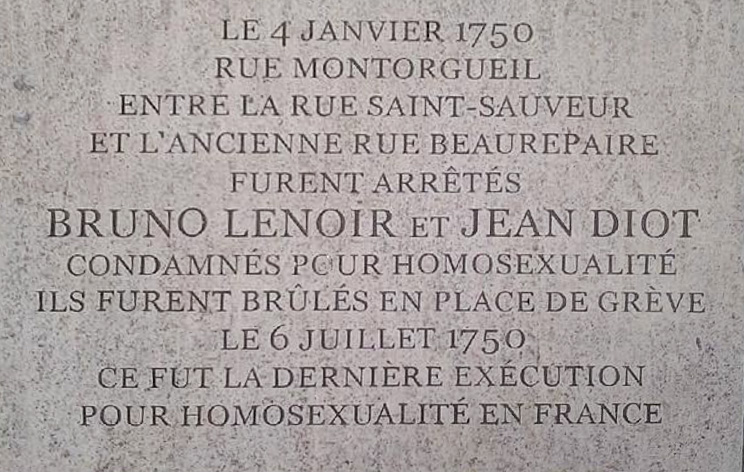 LE 4 JANVIER 1750
RUE MONTORGUEIL
ENTRE LA RUE SAINT-SAUVEUR
ET L'ANCIENNE RUE BEAUREPAIRE
FURENT ARRÊTÉS
BRUNO LENOIR ET JEAN DIOT
CONDAMNÉS POUR HOMOSEXUALITÉ
ILS FURENT BRÛLÉS EN PLACE DE GRÈVE
LE 6 JUILLET 1750
CE FUT LA DERNIÈRE EXÉCUTION
POUR HOMOSEXUALITÉ EN FRANCE